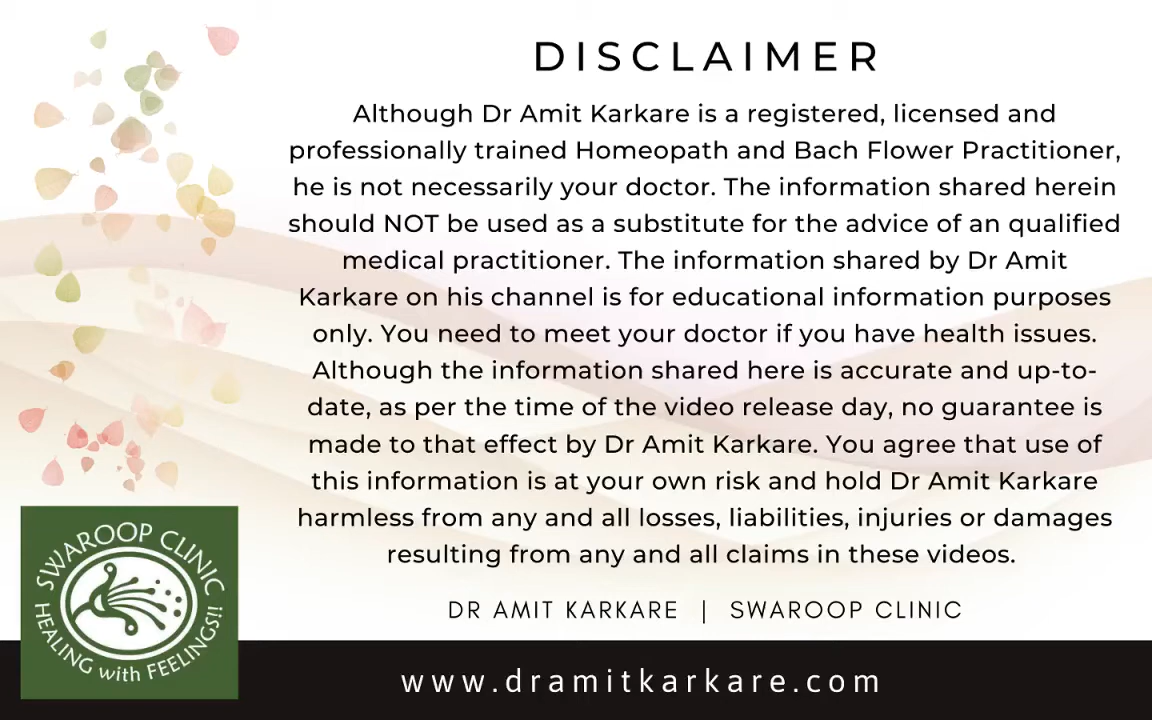 DISCLAIMER
Although Dr Amit Karkare is a registered, licensed and
professionally trained Homeopath and Bach Flower Practitioner,
he is not necessarily your doctor. The information shared herein
should NOT be used as a substitute for the advice of an qualified
medical practitioner. The information shared by Dr Amit
Karkare on his channel is for educational information purposes
only. You need to meet your doctor if you have health issues.
Although the information shared here is accurate and up-to-
date, as per the time of the video release day, no guarantee is
made to that effect by Dr Amit Karkare. You agree that use of
this information is at your own risk and hold Dr Amit Karkare
harmless from any and all losses, liabilities, injuries or damages
resulting from any and all claims in these videos.
DR AMIT KARKARE | SWAROOP CLINIC
SWAROOP CLINIC
HEALING with FEELINGS!!
www.dramitkarkare.com